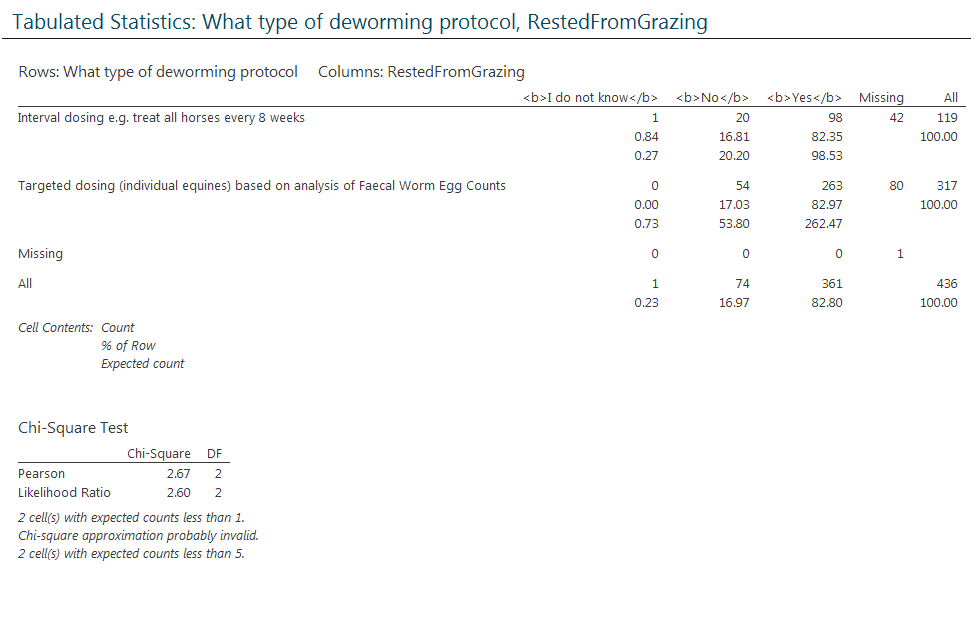 Tabulated Statistics: What type of deworming protocol, RestedFromGrazing
Rows: What type of deworming protocol Columns: RestedFromGrazing
<b>I do not know</b> <b>No</b> <b>Yes</b> Missing All
Interval dosing e.g. treat all horses every 8 weeks 1 20 98 42 119
0.84 16.81 82.35 100.00
0.27 20.20 98.53
Targeted dosing (individual equines) based on analysis of Faecal Worm Egg Counts 0 54 263 80 317
0.00 17.03 82.97 100.00
0.73 53.80 262.47
Missing 0 0 0 1
All 1 74 361 436
0.23 16.97 82.80 100.00
Cell Contents: Count
% of Row
Expected count
Chi-Square Test
Chi-Square DF
Pearson 2.67 2
Likelihood Ratio 2.60 2
2 cell(s) with expected counts less than 1.
Chi-square approximation probably invalid.
2 cell(s) with expected counts less than 5.